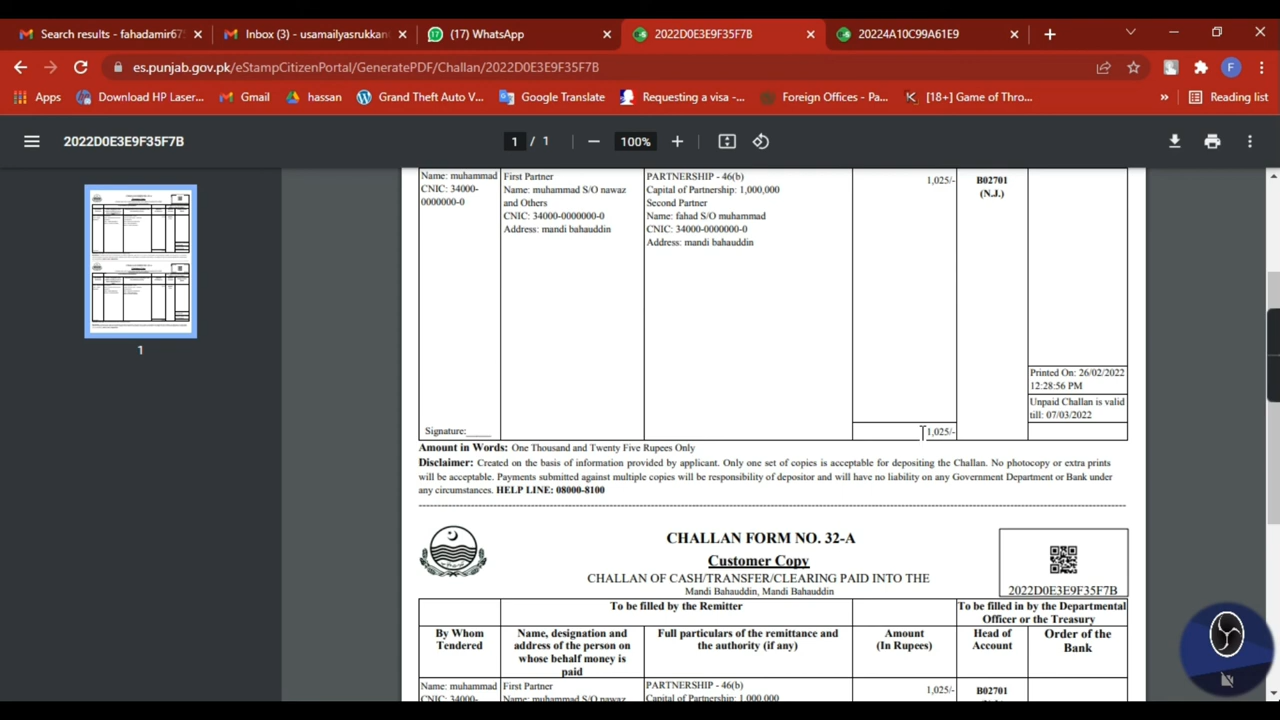 Search results - fahadamir67
Inbox (3) - usamailyasrukkan
(17) WhatsApp
2022D0E3E9F35F7B
20224A10C99A61E9
es.punjab.gov.pk/eStampCitizenPortal/GeneratePDF/Challan/2022D0E3E9F35F7B
F
Apps
Download HP Laser...
Gmail
hassan
Grand Theft Auto V...
Google Translate
Requesting a visa -...
Foreign Offices - Pa...
[18+] Game of Thro...
»
Reading list
2022D0E3E9F35F7B
1 / 1
100%
1
Name: muhammad
CNIC: 34000-
0000000-0
Signature:_____
First Partner
Name: muhammad S/O nawaz
and Others
CNIC: 34000-0000000-0
Address: mandi bahauddin
PARTNERSHIP - 46(b)
Capital of Partnership: 1,000,000
Second Partner
Name: fahad S/O muhammad
CNIC: 34000-0000000-0
Address: mandi bahauddin
1,025/-
1,025/-
B02701
(N.J.)
Printed On: 26/02/2022
12:28:56 PM
Unpaid Challan is valid
till: 07/03/2022
Amount in Words: One Thousand and Twenty Five Rupees Only
Disclaimer: Created on the basis of information provided by applicant. Only one set of copies is acceptable for depositing the Challan. No photocopy or extra prints
will be acceptable. Payments submitted against multiple copies will be responsibility of depositor and will have no liability on any Government Department or Bank under
any circumstances. HELP LINE: 08000-8100
CHALLAN FORM NO. 32-A
Customer Copy
CHALLAN OF CASH/TRANSFER/CLEARING PAID INTO THE
Mandi Bahauddin, Mandi Bahauddin
2022D0E3E9F35F7B
To be filled by the Remitter
To be filled in by the Departmental
Officer or the Treasury
By Whom
Tendered
Name, designation and
address of the person on
whose behalf money is
paid
Full particulars of the remittance and
the authority (if any)
Amount
(In Rupees)
Head of
Account
Order of the
Bank
Name: muhammad
CNIC: 34000-
First Partner
Name: muhammad S/O nawaz
PARTNERSHIP - 46(b)
Capital of Partnership: 1,000,000
1,025/-
B02701